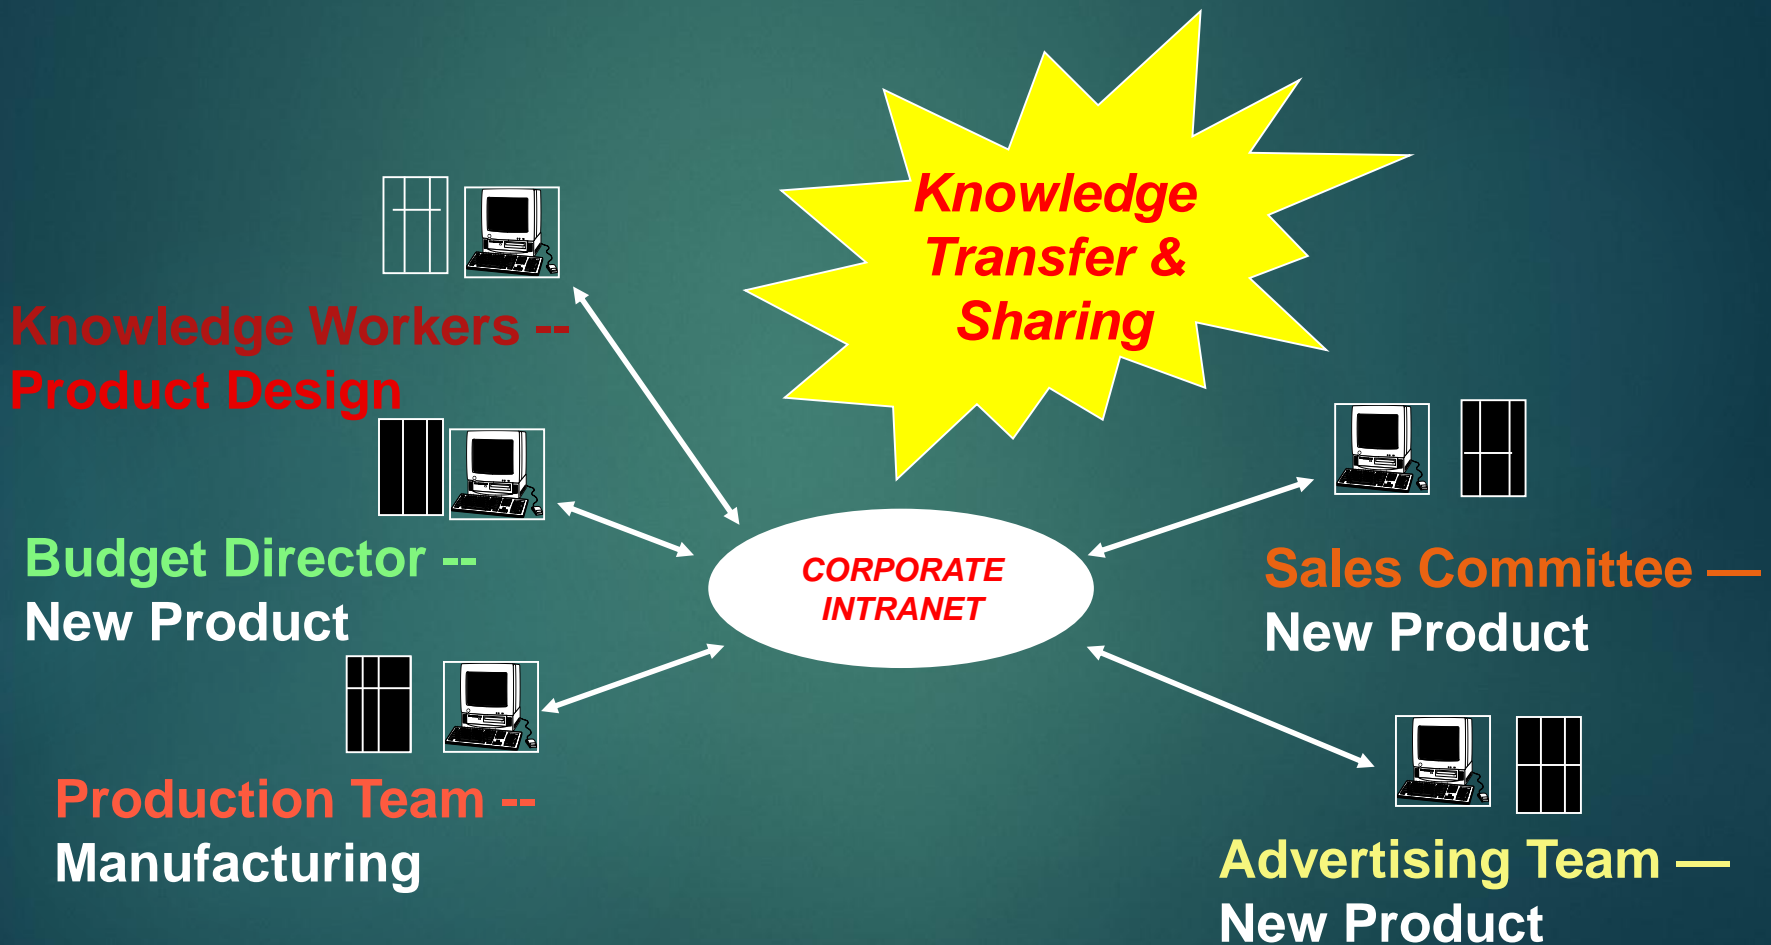 Knowledge
Transfer &
Sharing
Knowledge Workers --
Product Design
Budget Director --
New Product
Production Team --
Manufacturing
CORPORATE
INTRANET
Sales Committee —
New Product
Advertising Team —
New Product